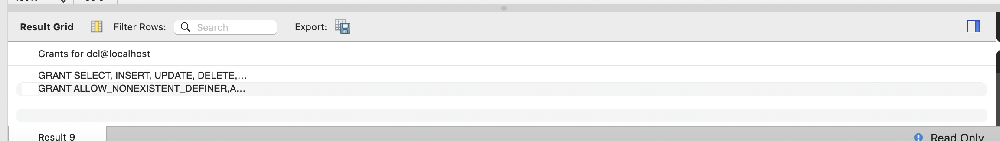 Result Grid Filter Rows: Search Export:
Grants for dcl@localhost
GRANT SELECT, INSERT, UPDATE, DELETE,...
GRANT ALLOW_NONEXISTENT_DEFINER,A...
Result 9 Read Only